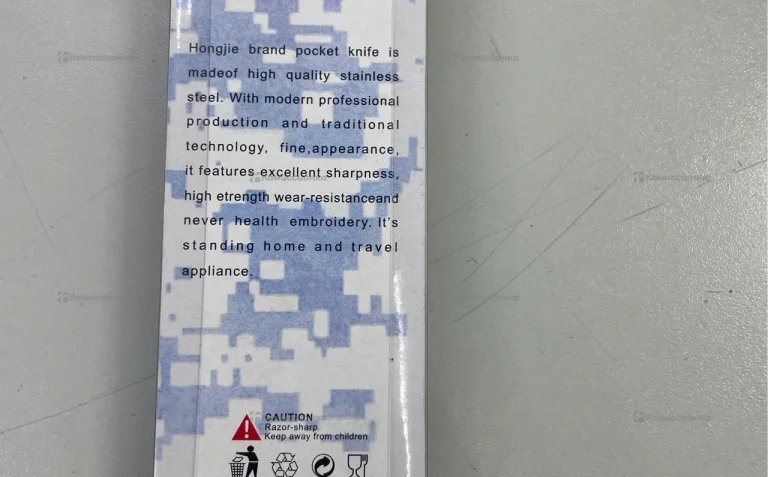 Hongjie brand pocket knife is
madeof high quality stainless
steel. With modern professional
production and traditional
technology, fine,appearance,
it features excellent sharpness,
high etrength wear-resistanceand
never health embroidery. It's
standing home and travel
appliance.
CAUTION
Razor-sharp
Keep away from children